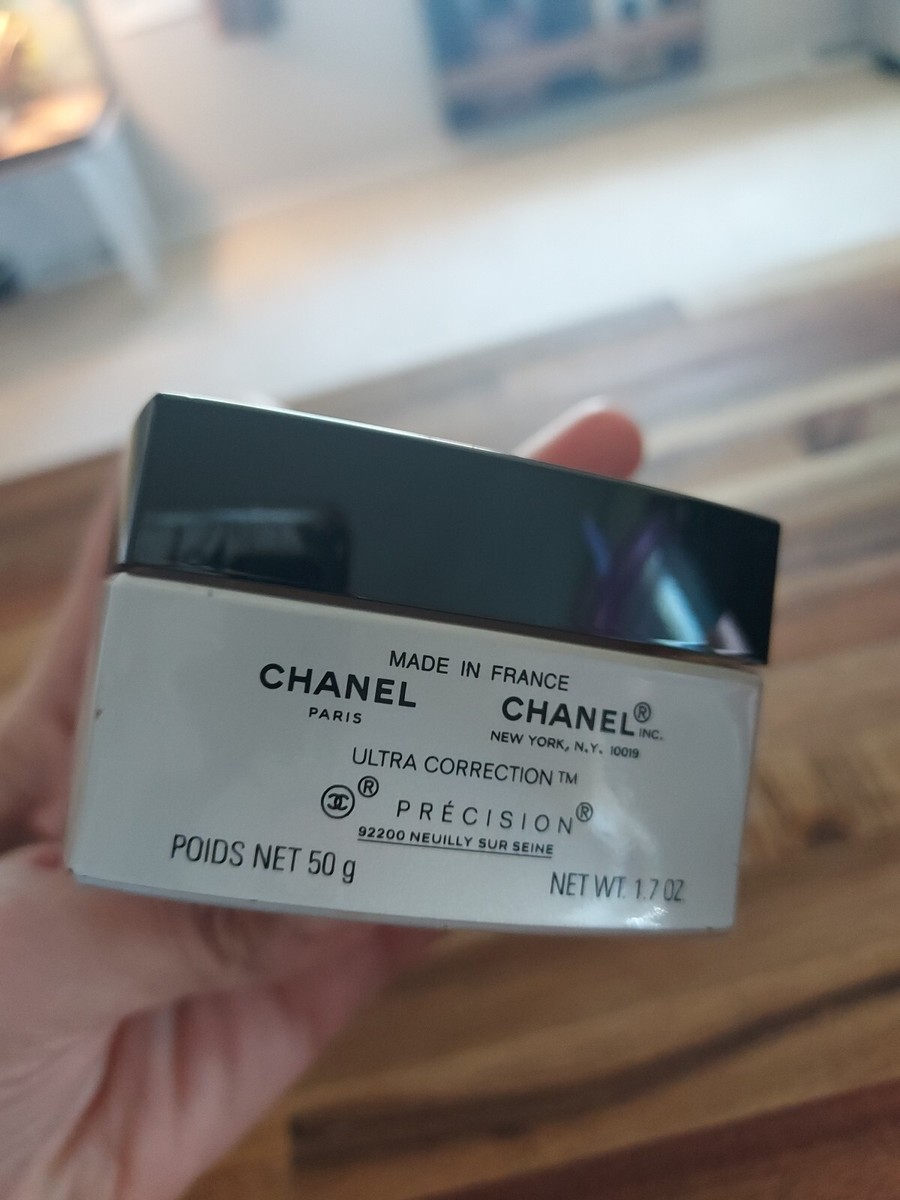 MADE IN FRANCE
CHANEL
PARIS
CHANEL® INC.
NEW YORK, N.Y. 10019
ULTRA CORRECTION™
® PRÉCISION®
92200 NEUILLY SUR SEINE
POIDS NET 50 g
NET WT. 1.7 OZ.